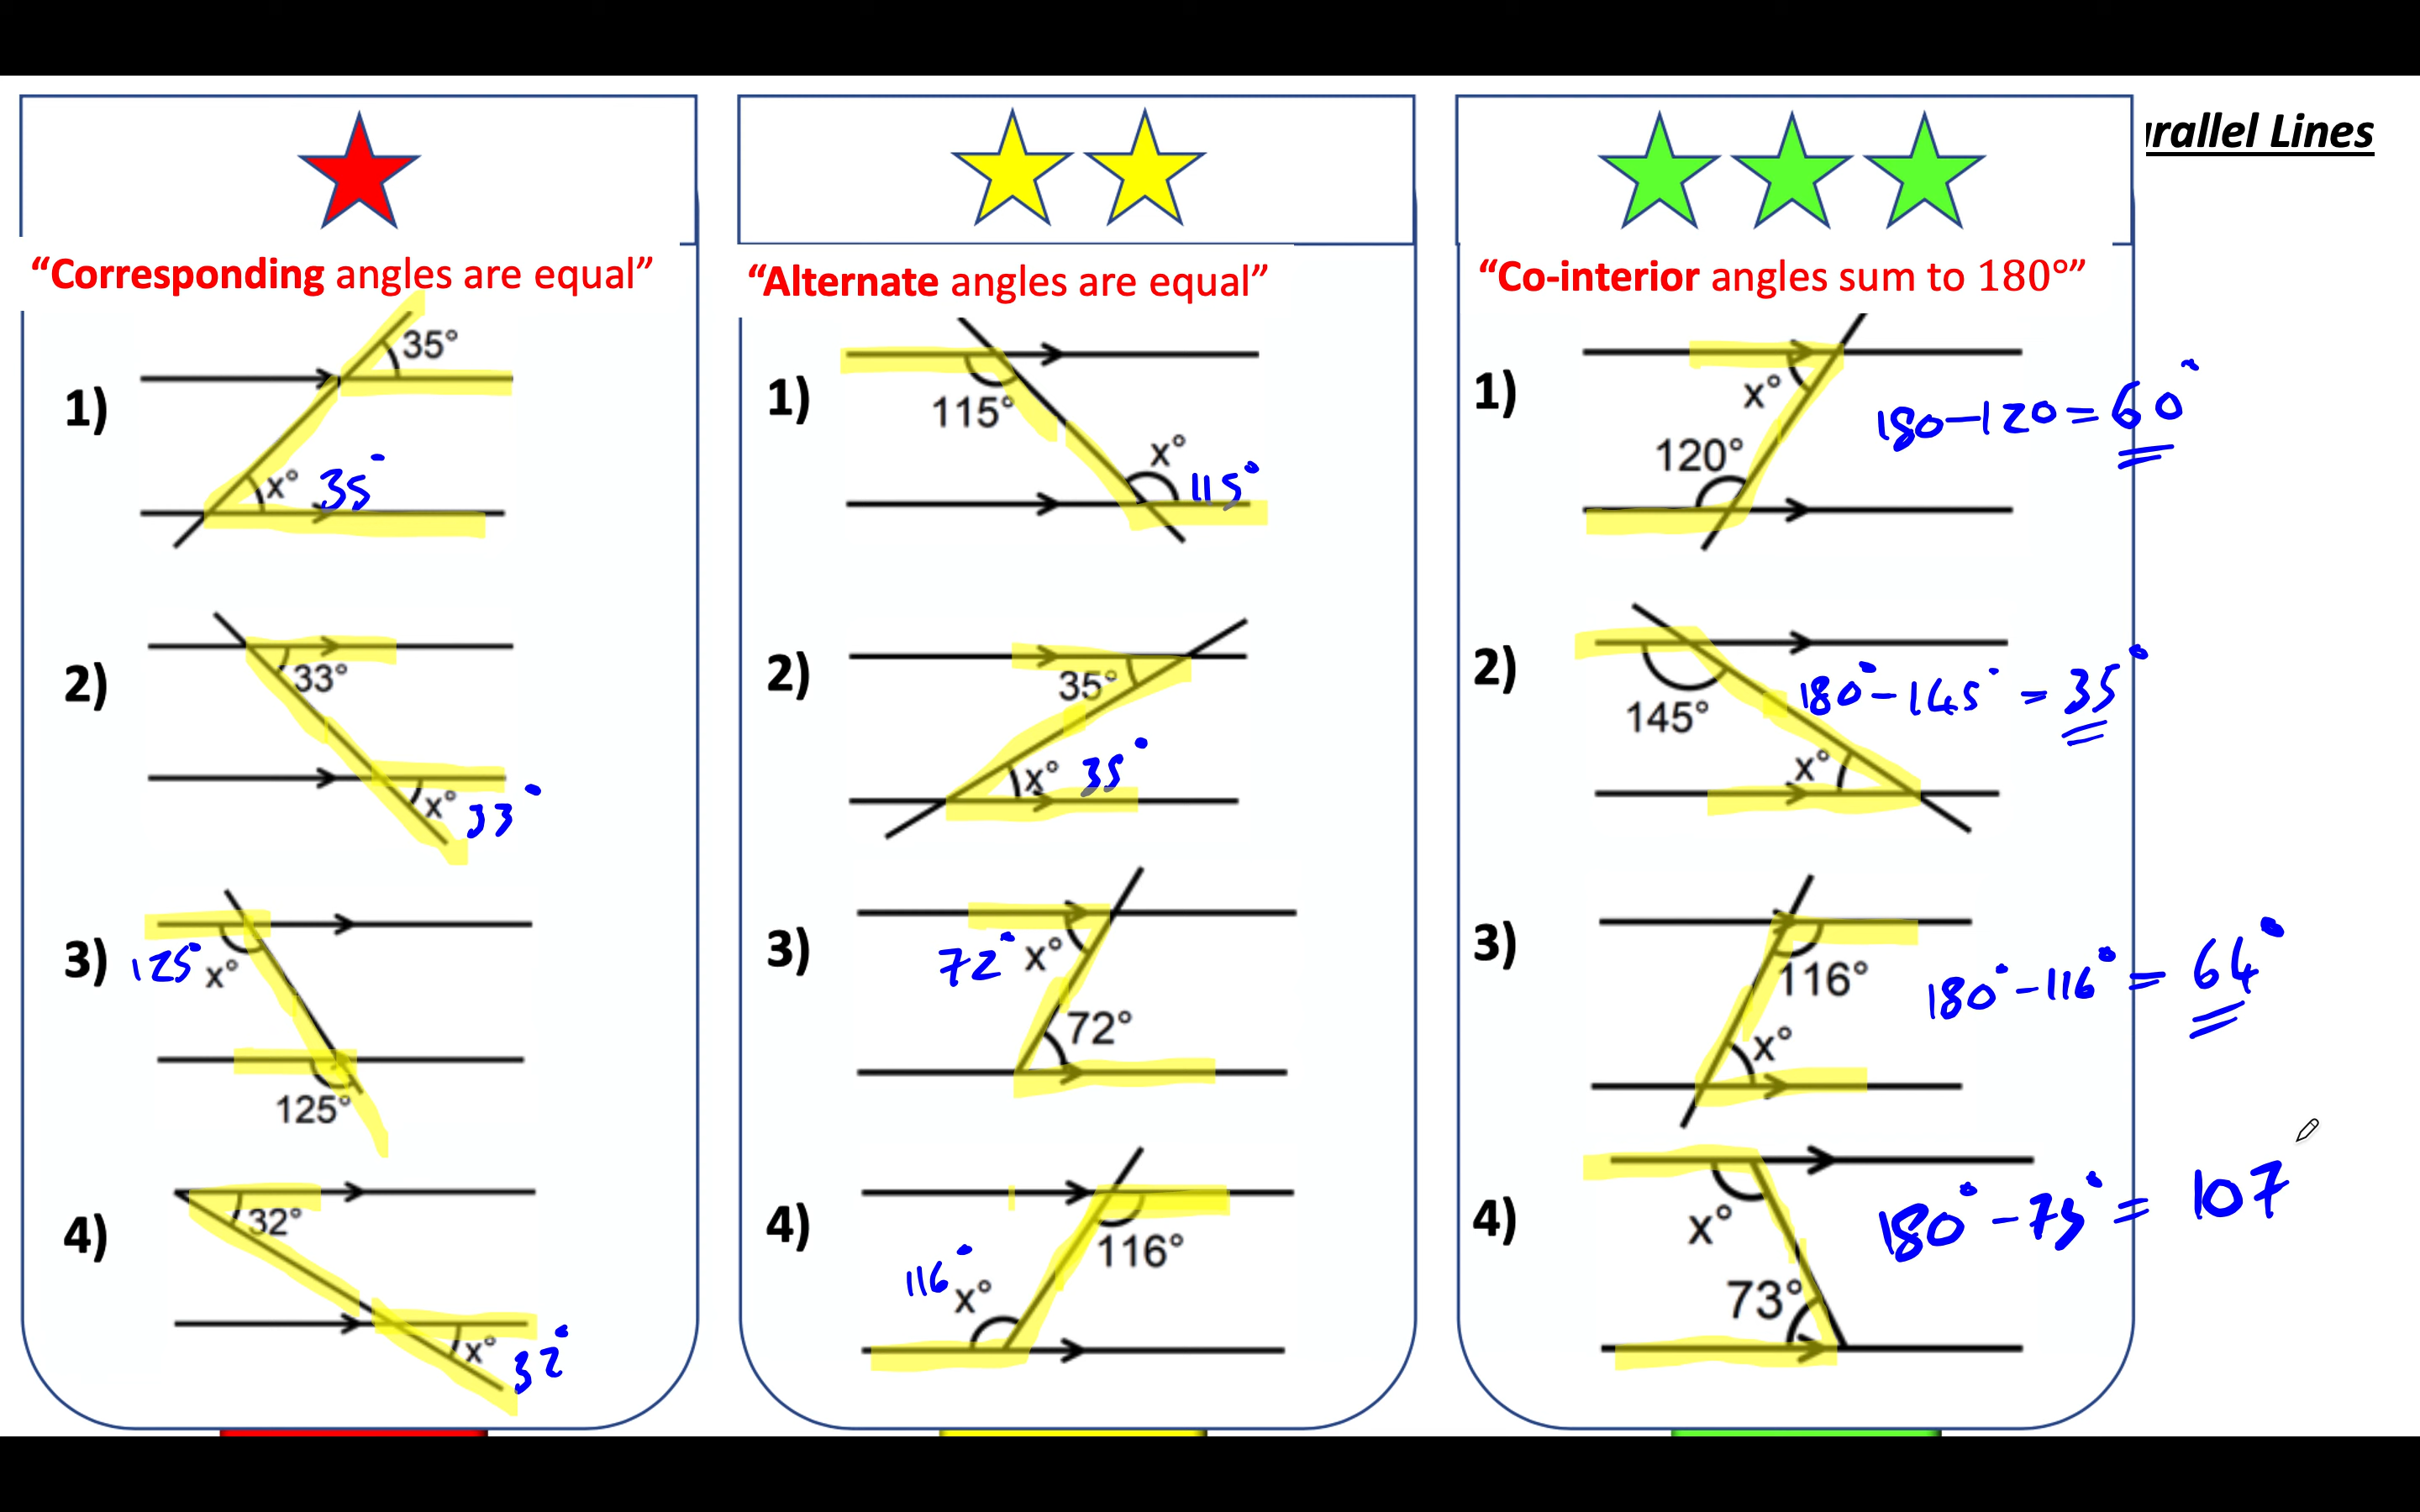 rallel Lines
“Corresponding angles are equal”
1)
35°
x° 35°
2)
33°
x° 33°
3)
125° x°
125°
4)
32°
x° 32°
“Alternate angles are equal”
1)
115°
x°
115°
2)
35°
x° 35°
3)
72° x°
72°
4)
116°
116° x°
“Co-interior angles sum to 180°”
1)
x°
180-120=60°
120°
2)
180°-145° = 35°
145°
x°
3)
116°
180°-116° = 64°
x°
4)
x°
180°-73° = 107
73°